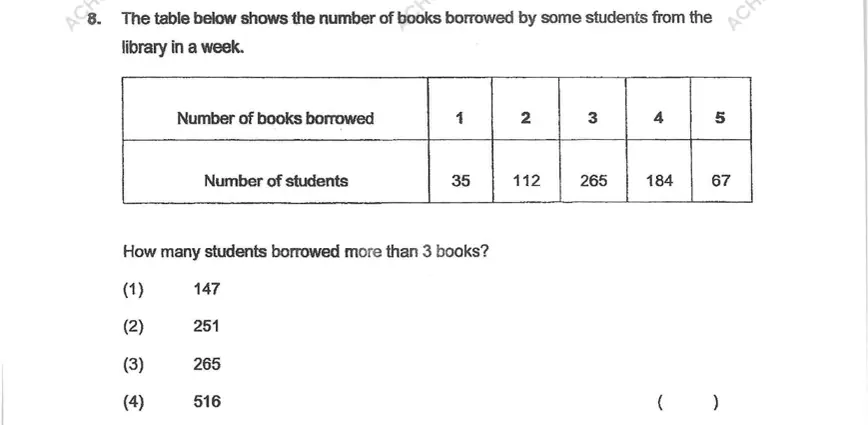 8. The table below shows the number of books borrowed by some students from the
library in a week.
Number of books borrowed 1 2 3 4 5
Number of students 35 112 265 184 67
How many students borrowed more than 3 books?
(1) 147
(2) 251
(3) 265
(4) 516 ( )